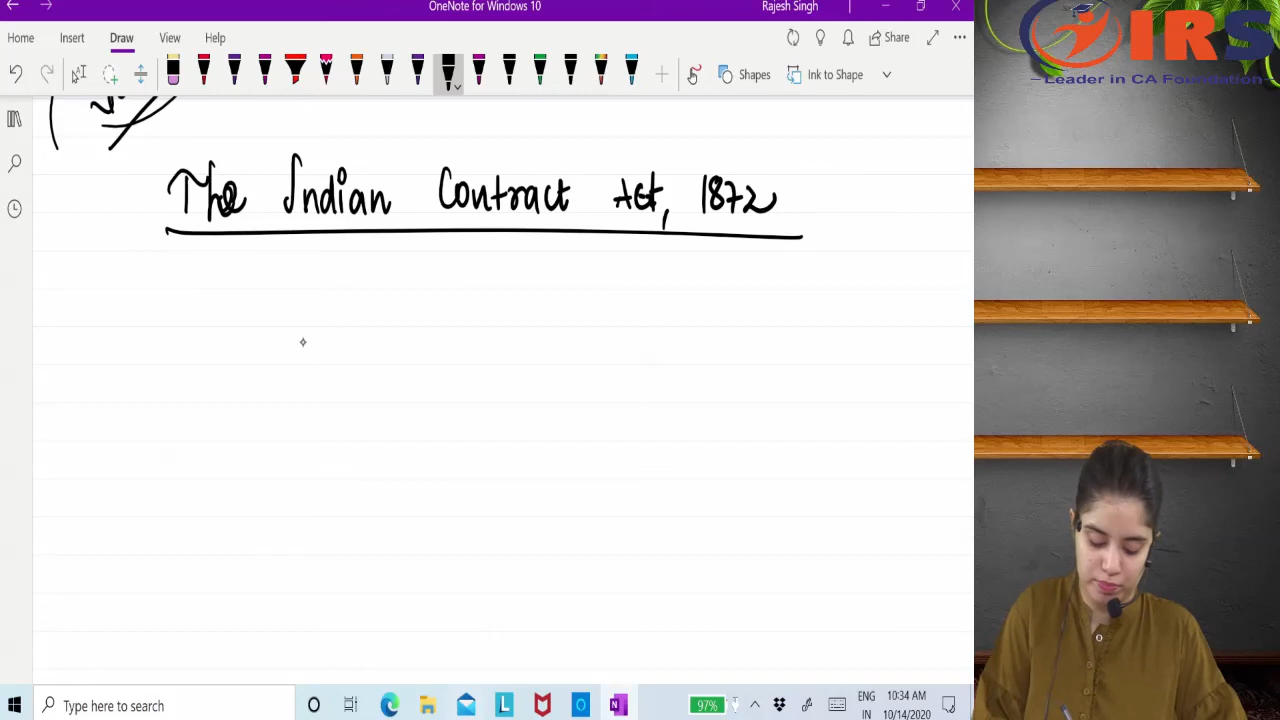 OneNote for Windows 10
Rajesh Singh
Home Insert Draw View Help
Share
Shapes
Ink to Shape
IRS
Leader in CA Foundation
The Indian Contract Act, 1872
Type here to search
97%
ENG
IN
10:34 AM
10/14/2020